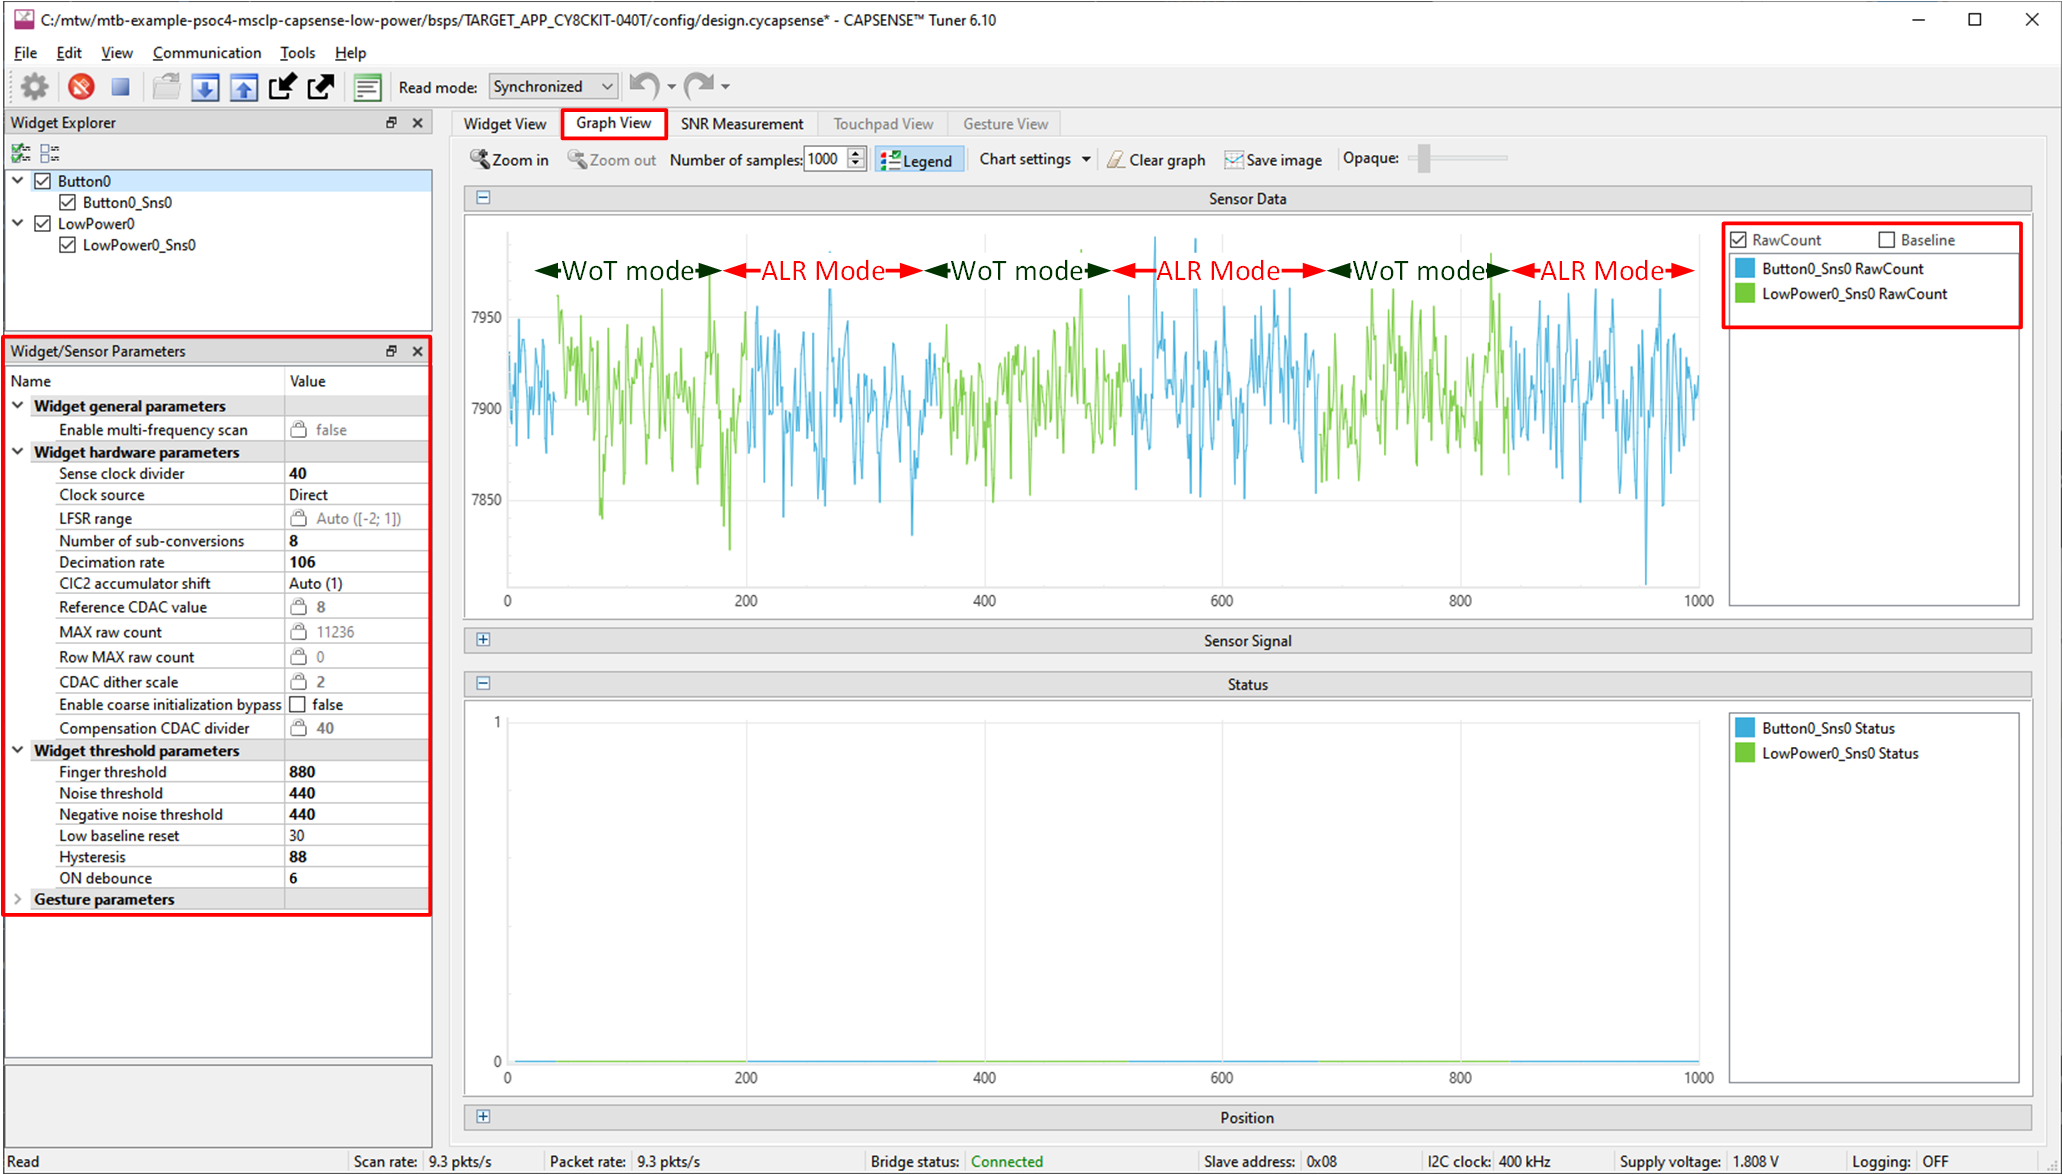 C:/mtw/mtb-example-psoc4-msclp-capsense-low-power/bsps/TARGET_APP_CY8CKIT-040T/config/design.cycapsense* - CAPSENSE™ Tuner 6.10
File Edit View Communication Tools Help
Read mode: Synchronized
Widget Explorer
Button0
Button0_Sns0
LowPower0
LowPower0_Sns0
Widget/Sensor Parameters
Name Value
Widget general parameters
Enable multi-frequency scan false
Widget hardware parameters
Sense clock divider 40
Clock source Direct
LFSR range Auto ([-2; 1])
Number of sub-conversions 8
Decimation rate 106
CIC2 accumulator shift Auto (1)
Reference CDAC value 8
MAX raw count 11236
Row MAX raw count 0
CDAC dither scale 2
Enable coarse initialization bypass false
Compensation CDAC divider 40
Widget threshold parameters
Finger threshold 880
Noise threshold 440
Negative noise threshold 440
Low baseline reset 30
Hysteresis 88
ON debounce 6
Gesture parameters
Widget View Graph View SNR Measurement Touchpad View Gesture View
Zoom in Zoom out Number of samples: 1000 Legend Chart settings Clear graph Save image Opaque:
Sensor Data
WoT mode ALR Mode WoT mode ALR Mode WoT mode ALR Mode
7950
7900
7850
0 200 400 600 800 1000
RawCount Baseline
Button0_Sns0 RawCount
LowPower0_Sns0 RawCount
Sensor Signal
Status
1
0
0 200 400 600 800 1000
Button0_Sns0 Status
LowPower0_Sns0 Status
Position
Read Scan rate: 9.3 pkts/s Packet rate: 9.3 pkts/s Bridge status: Connected Slave address: 0x08 I2C clock: 400 kHz Supply voltage: 1.808 V Logging: OFF